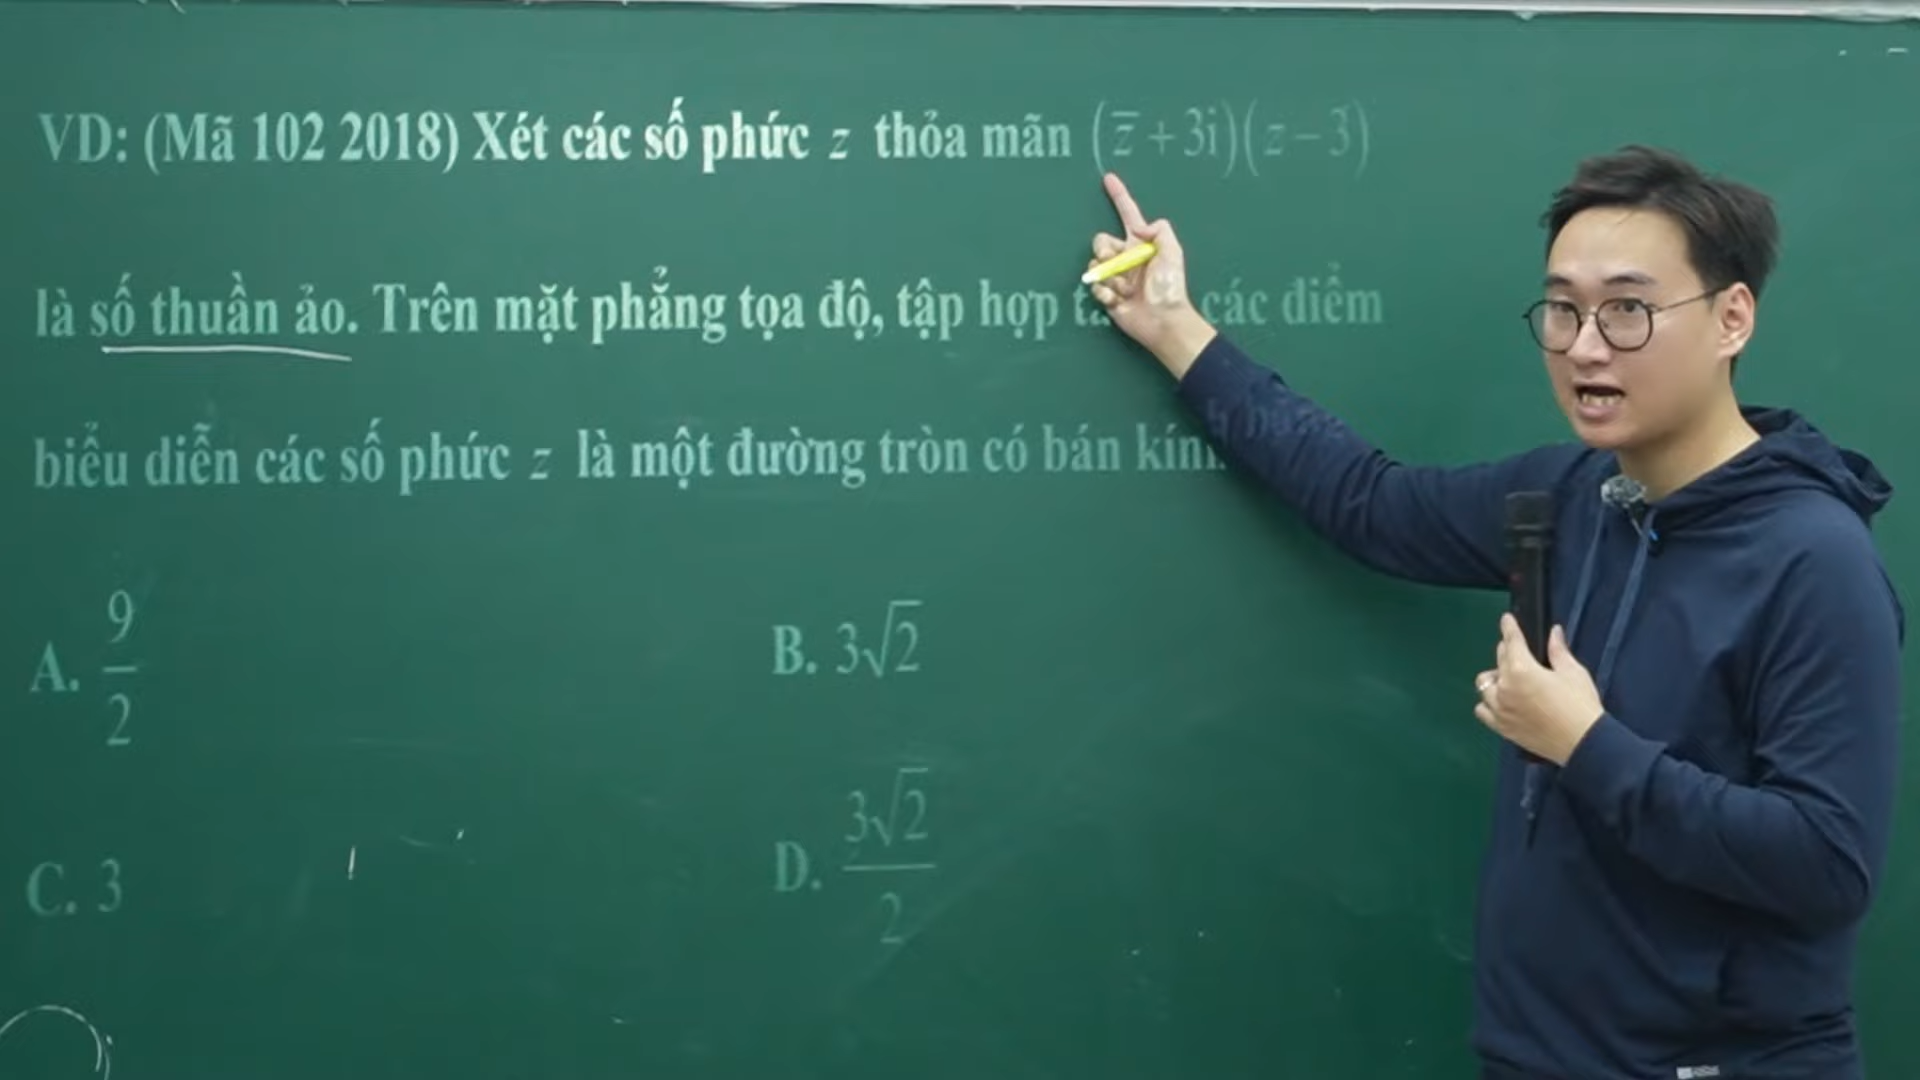 VD: (Mã 102 2018) Xét các số phức z thỏa mãn (z̅ + 3i)(z − 3)
là số thuần ảo. Trên mặt phẳng tọa độ, tập hợp các điểm
biểu diễn các số phức z là một đường tròn có bán kính
A. 9/2
B. 3√2
C. 3
D. 3√2/2